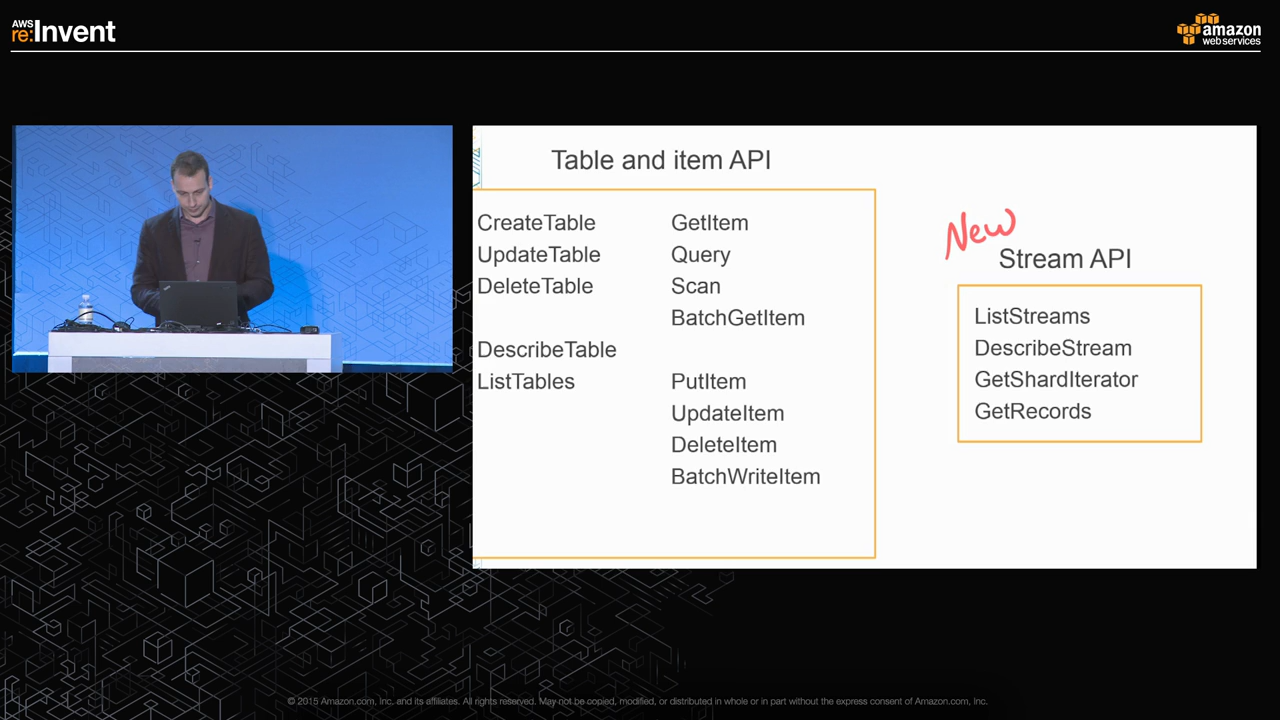 AWS
re:Invent
amazon
web services
Table and item API
CreateTable
UpdateTable
DeleteTable
DescribeTable
ListTables
GetItem
Query
Scan
BatchGetItem
PutItem
UpdateItem
DeleteItem
BatchWriteItem
New
Stream API
ListStreams
DescribeStream
GetShardIterator
GetRecords
© 2015 Amazon.com, Inc. and its affiliates. All rights reserved. May not be copied, modified, or distributed in whole or in part without the express consent of Amazon.com, Inc.